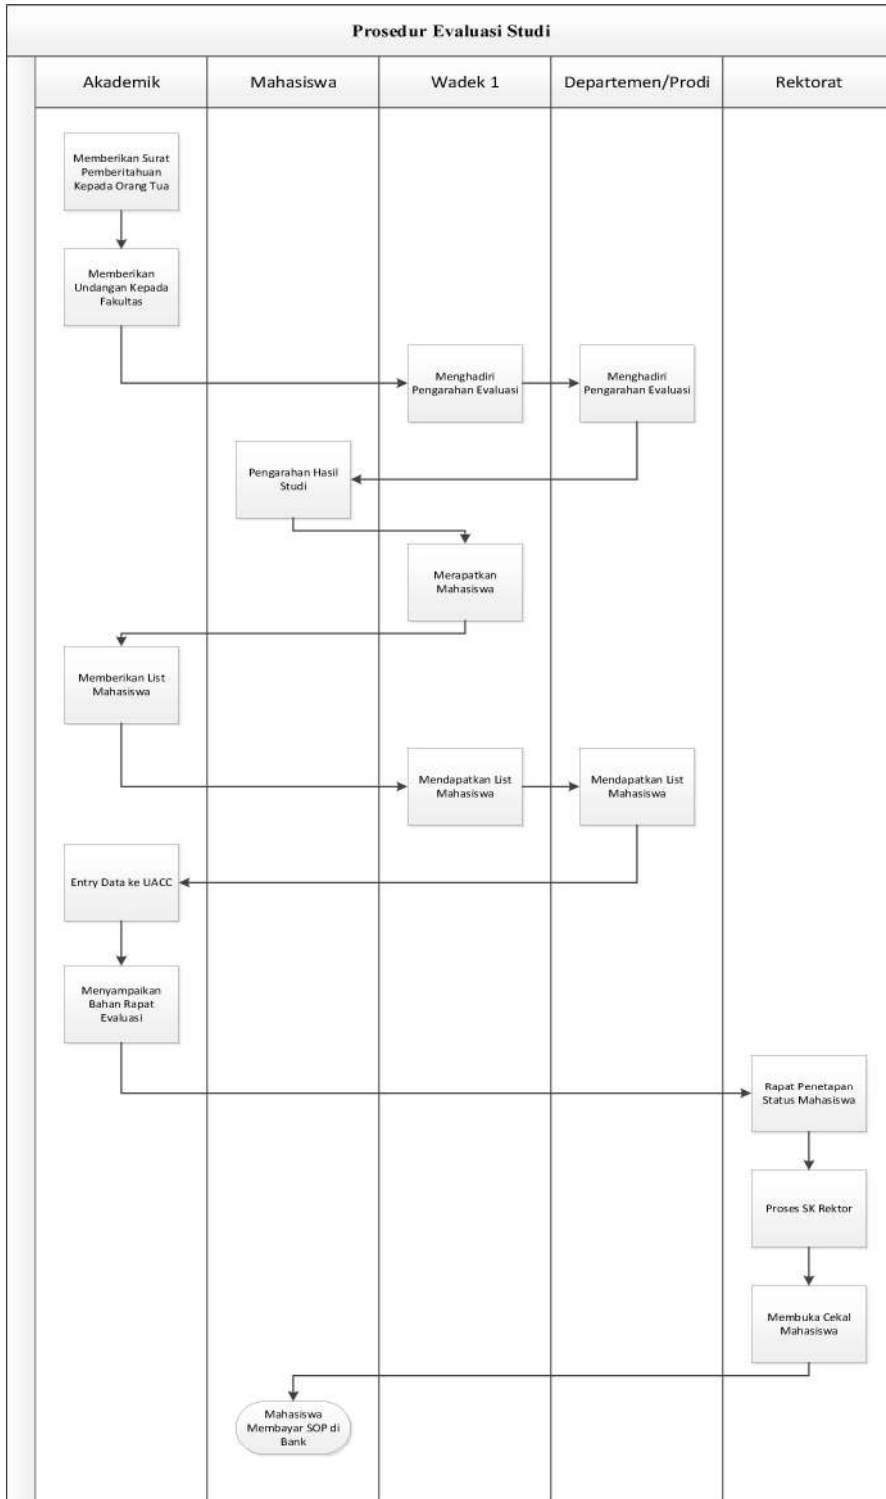 Prosedur Evaluasi Studi
Akademik
Mahasiswa
Wadek 1
Departemen/Prodi
Rektorat
Memberikan Surat
Pemberitahuan
Kepada Orang Tua
Memberikan
Undangan Kepada
Fakultas
Menghadiri
Pengarahan Evaluasi
Menghadiri
Pengarahan Evaluasi
Pengarahan Hasil
Studi
Merapatkan
Mahasiswa
Memberikan List
Mahasiswa
Mendapatkan List
Mahasiswa
Mendapatkan List
Mahasiswa
Entry Data ke UACC
Menyampaikan
Bahan Rapat
Evaluasi
Rapat Penetapan
Status Mahasiswa
Proses SK Rektor
Membuka Cekal
Mahasiswa
Mahasiswa
Membayar SOP di
Bank